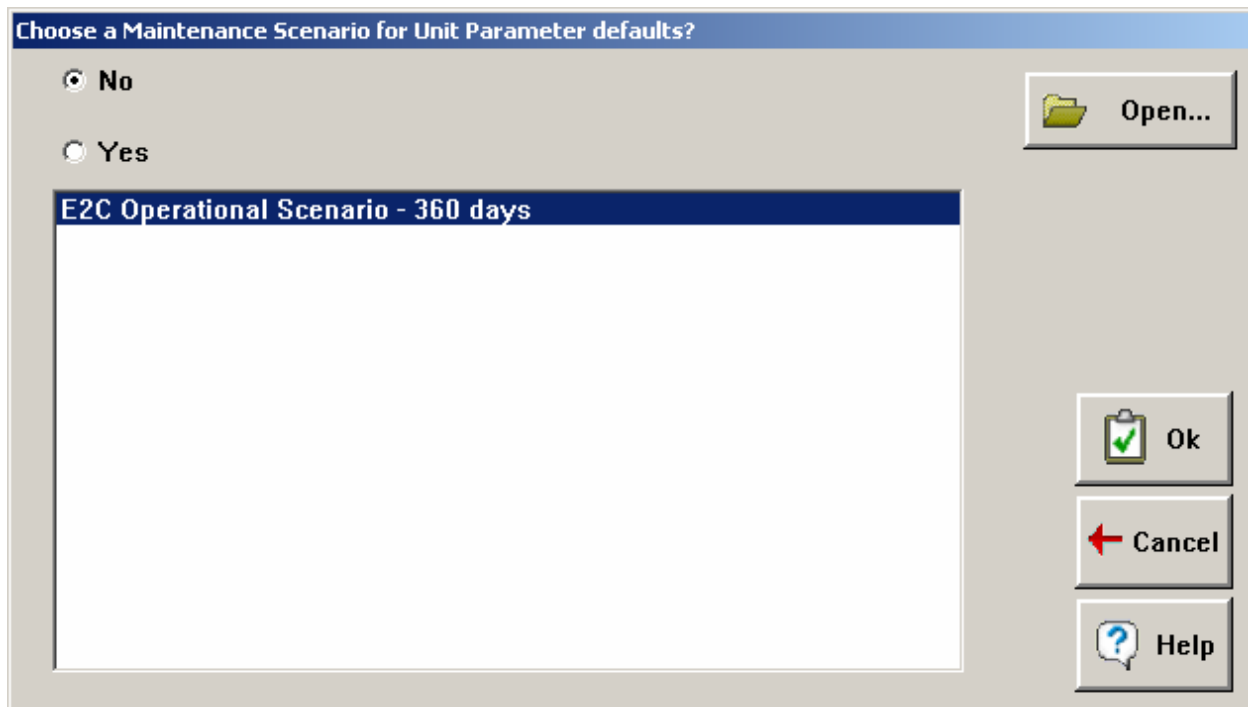 Choose a Maintenance Scenario for Unit Parameter defaults?
No
Open...
Yes
E2C Operational Scenario - 360 days
Ok
Cancel
Help